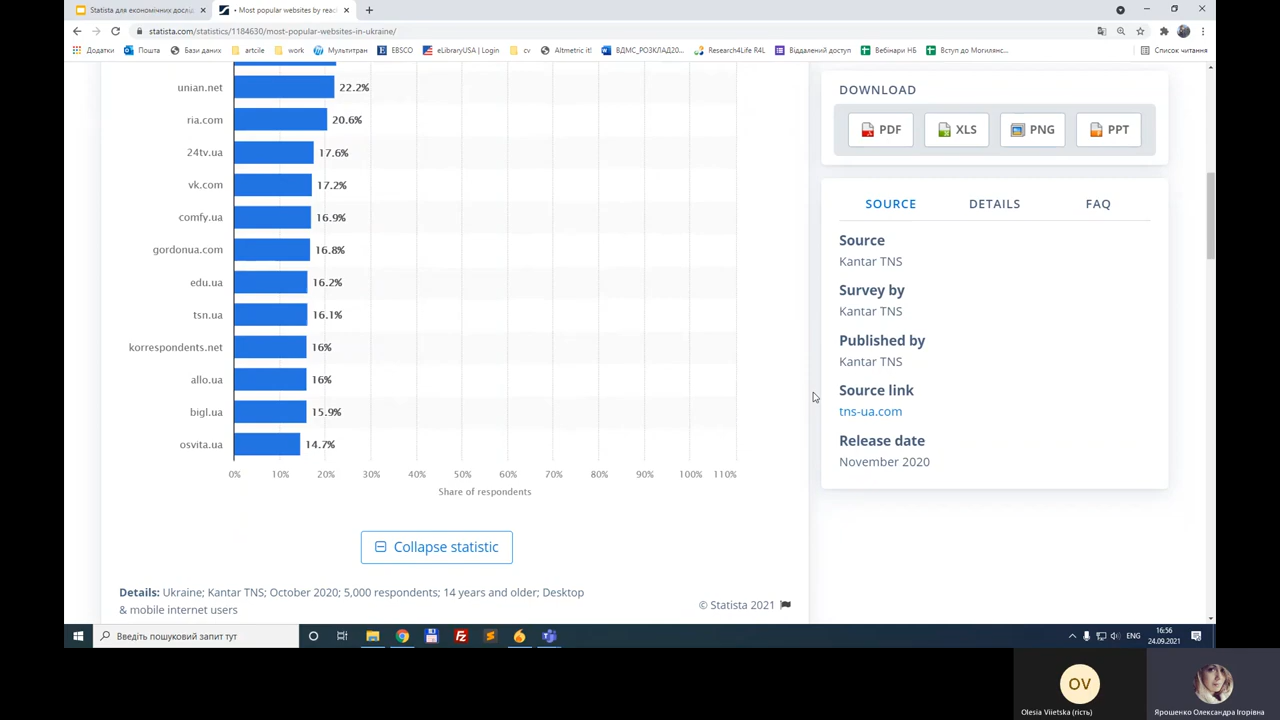 Statista для економічних дослід
• Most popular websites by reac
statista.com/statistics/1184630/most-popular-websites-in-ukraine/
Додатки
Пошта
Бази даних
artcile
work
Мультитран
EBSCO
eLibraryUSA | Login
cv
Altmetric it!
ВДМС_РОЗКЛАД20...
Research4Life R4L
Віддалений доступ
Вебінари НБ
Вступ до Могилянс...
Список читання
unian.net 22.2%
ria.com 20.6%
24tv.ua 17.6%
vk.com 17.2%
comfy.ua 16.9%
gordonua.com 16.8%
edu.ua 16.2%
tsn.ua 16.1%
korrespondents.net 16%
allo.ua 16%
bigl.ua 15.9%
osvita.ua 14.7%
0% 10% 20% 30% 40% 50% 60% 70% 80% 90% 100% 110%
Share of respondents
Collapse statistic
Details: Ukraine; Kantar TNS; October 2020; 5,000 respondents; 14 years and older; Desktop
& mobile internet users
© Statista 2021
DOWNLOAD
PDF XLS PNG PPT
SOURCE DETAILS FAQ
Source
Kantar TNS
Survey by
Kantar TNS
Published by
Kantar TNS
Source link
tns-ua.com
Release date
November 2020
Введіть пошуковий запит тут
ENG
16:56
24.09.2021
OV
Olesia Viietska (гість)
Ярошенко Олександра Ігорівна